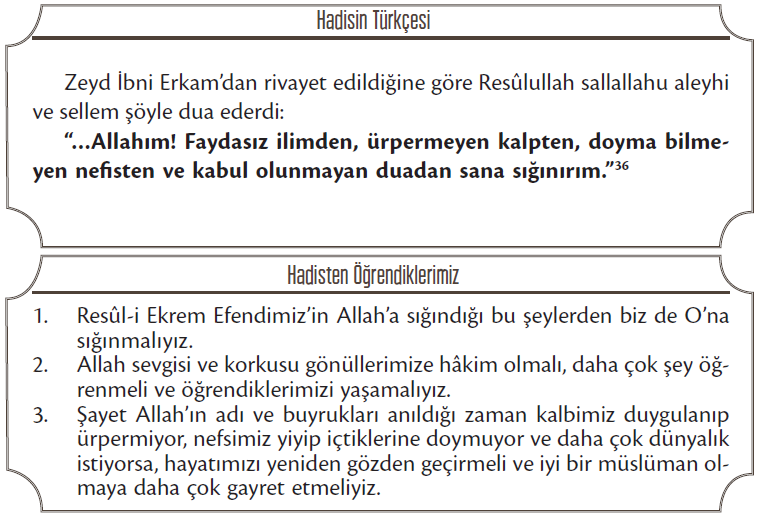 Hadisin Türkçesi
Zeyd İbni Erkam’dan rivayet edildiğine göre Resûlullah sallallahu aleyhi
ve sellem şöyle dua ederdi:
“...Allahım! Faydasız ilimden, ürpermeyen kalpten, doyma bilme-
yen nefisten ve kabul olunmayan duadan sana sığınırım.”36
Hadisten Öğrendiklerimiz
1. Resûl-i Ekrem Efendimiz’in Allah’a sığındığı bu şeylerden biz de O’na
sığınmalıyız.
2. Allah sevgisi ve korkusu gönüllerimize hâkim olmalı, daha çok şey öğ-
renmeli ve öğrendiklerimizi yaşamalıyız.
3. Şayet Allah’ın adı ve buyrukları anıldığı zaman kalbimiz duygulanıp
ürpermiyor, nefsimiz yiyip içtiklerine doymuyor ve daha çok dünyalık
istiyorsa, hayatımızı yeniden gözden geçirmeli ve iyi bir müslüman ol-
maya daha çok gayret etmeliyiz.